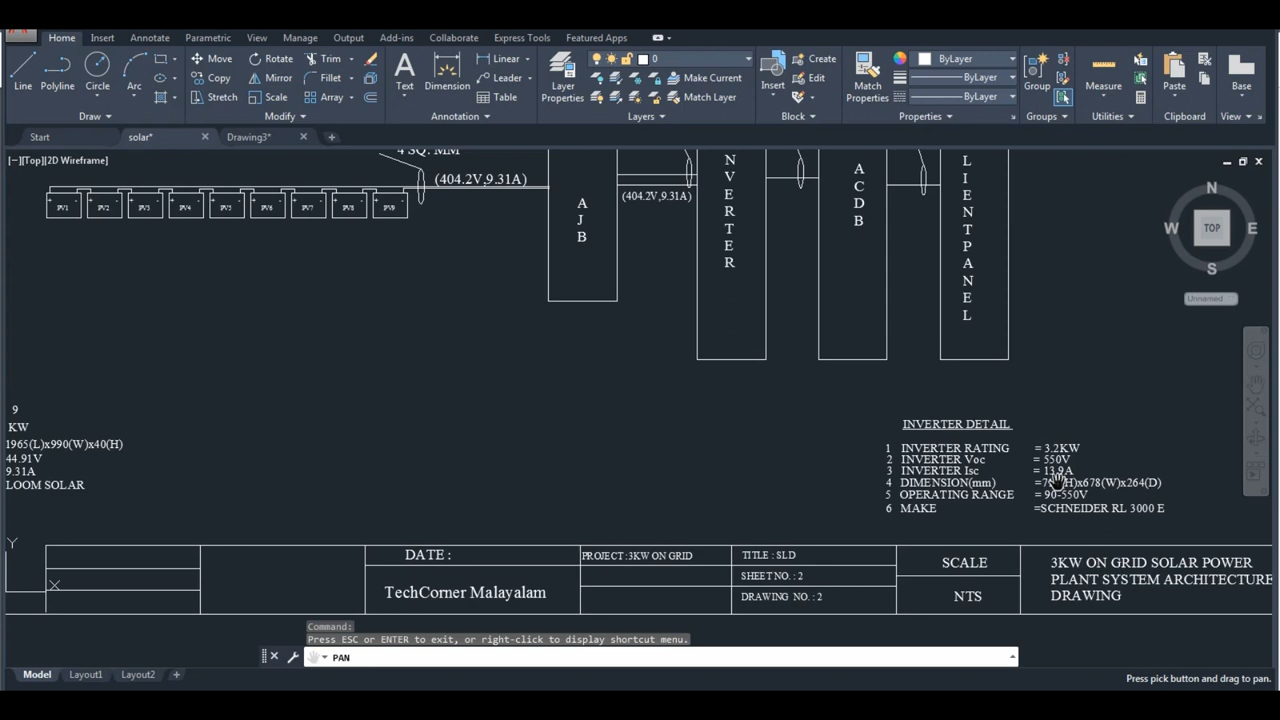 Home Insert Annotate Parametric View Manage Output Add-ins Collaborate Express Tools Featured Apps
Line Polyline Circle Arc
Move Rotate Trim
Copy Mirror Fillet
Stretch Scale Array
Text Dimension
Linear
Leader
Table
Layer Properties
0
Make Current
Match Layer
Insert
Create
Edit
Match Properties
ByLayer
ByLayer
ByLayer
Group
Measure
Paste
Base
Draw Modify Annotation Layers Block Properties Groups Utilities Clipboard View
Start solar* Drawing3*
[−][Top][2D Wireframe]
4 SQ. MM
(404.2V,9.31A)
(404.2V,9.31A)
PV1 PV2 PV3 PV4 PV5 PV6 PV7 PV8 PV9
AJB
NVERTER
ACDB
LIENTPANEL
N
W TOP E
S
Unnamed
9
KW
1965(L)x990(W)x40(H)
44.91V
9.31A
LOOM SOLAR
INVERTER DETAIL
1 INVERTER RATING = 3.2KW
2 INVERTER Voc = 550V
3 INVERTER Isc = 13.9A
4 DIMENSION(mm) (H)x678(W)x264(D)
5 OPERATING RANGE = 90-550V
6 MAKE =SCHNEIDER RL 3000 E
Y
X
DATE :
TechCorner Malayalam
PROJECT :3KW ON GRID
TITLE : SLD
SHEET NO. : 2
DRAWING NO. : 2
SCALE
NTS
3KW ON GRID SOLAR POWER
PLANT SYSTEM ARCHITECTURE
DRAWING
Command:
Press ESC or ENTER to exit, or right-click to display shortcut menu.
PAN
Model Layout1 Layout2
Press pick button and drag to pan.